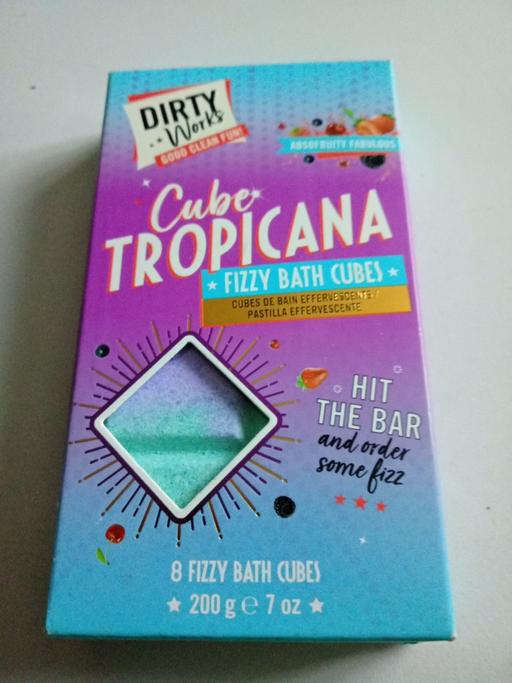 DIRTY
Works
GOOD CLEAN FUN!
ABSOFRUITY FABULOUS
Cube
TROPICANA
FIZZY BATH CUBES
CUBES DE BAIN EFFERVESCENTE/
PASTILLA EFFERVESCENTE
HIT
THE BAR
and order
some fizz
8 FIZZY BATH CUBES
200 g ℮ 7 oz